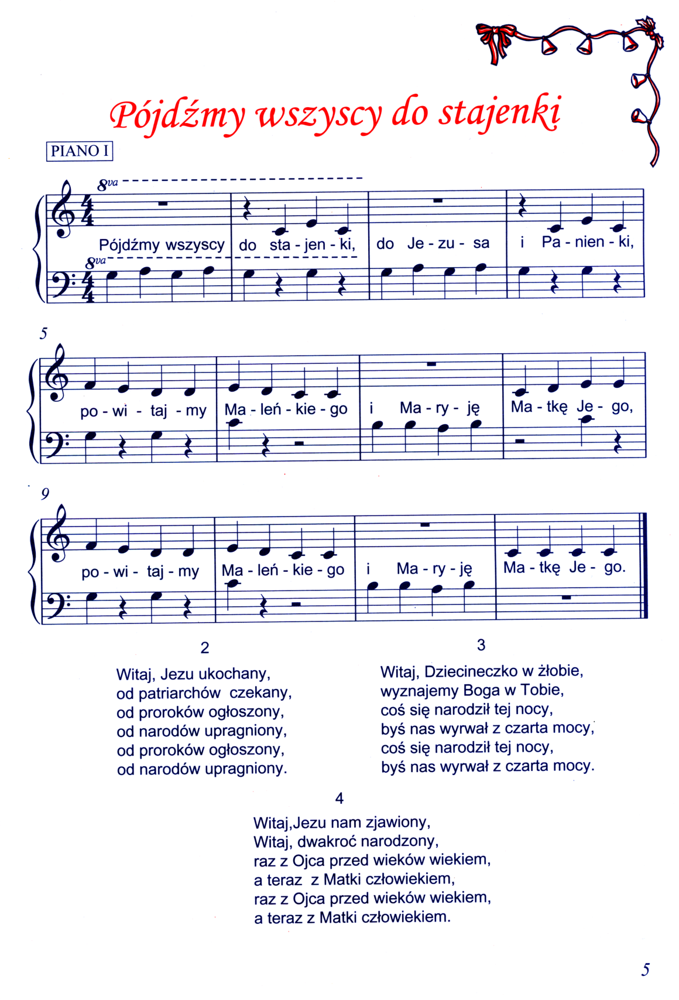 Pójdźmy wszyscy do stajenki
PIANO I
8va
Pójdźmy wszyscy do sta - jen - ki, do Je - zu - sa i Pa - nien - ki,
8va
5
po - wi - taj - my Ma - leń - kie - go i Ma - ry - ję Ma - tkę Je - go,
9
po - wi - taj - my Ma - leń - kie - go i Ma - ry - ję Ma - tkę Je - go.
2
Witaj, Jezu ukochany,
od patriarchów czekany,
od proroków ogłoszony,
od narodów upragniony,
od proroków ogłoszony,
od narodów upragniony.
3
Witaj, Dziecineczko w żłobie,
wyznajemy Boga w Tobie,
coś się narodził tej nocy,
byś nas wyrwał z czarta mocy,
coś się narodził tej nocy,
byś nas wyrwał z czarta mocy.
4
Witaj,Jezu nam zjawiony,
Witaj, dwakroć narodzony,
raz z Ojca przed wieków wiekiem,
a teraz z Matki człowiekiem,
raz z Ojca przed wieków wiekiem,
a teraz z Matki człowiekiem.
5